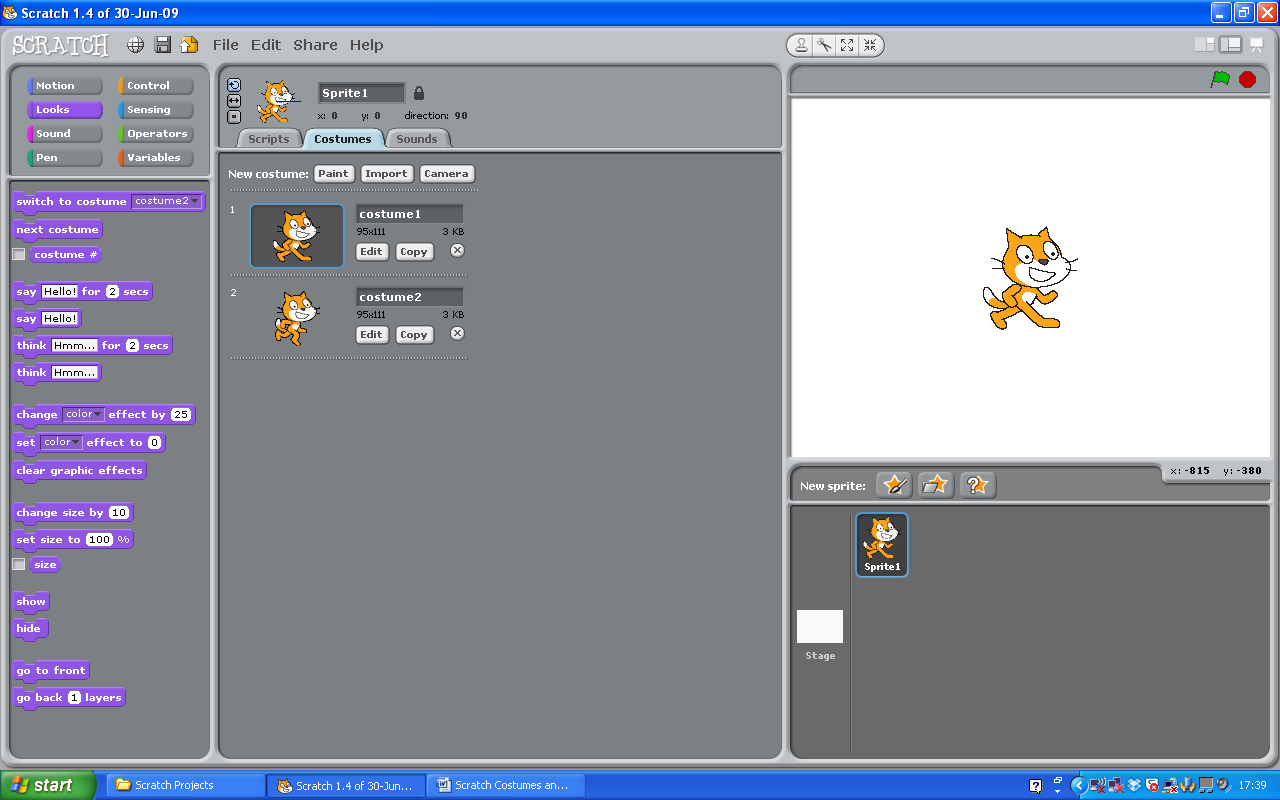 Scratch 1.4 of 30-Jun-09
SCRATCH File Edit Share Help
Motion Control
Looks Sensing
Sound Operators
Pen Variables
switch to costume costume2
next costume
costume #
say Hello! for 2 secs
say Hello!
think Hmm... for 2 secs
think Hmm...
change color effect by 25
set color effect to 0
clear graphic effects
change size by 10
set size to 100 %
size
show
hide
go to front
go back 1 layers
Sprite1
x: 0 y: 0 direction: 90
Scripts Costumes Sounds
New costume: Paint Import Camera
1
costume1
95x111 3 KB
Edit Copy
2
costume2
95x111 3 KB
Edit Copy
x: -815 y: -380
New sprite:
Sprite1
Stage
start Scratch Projects Scratch 1.4 of 30-Jun... Scratch Costumes an... 17:39